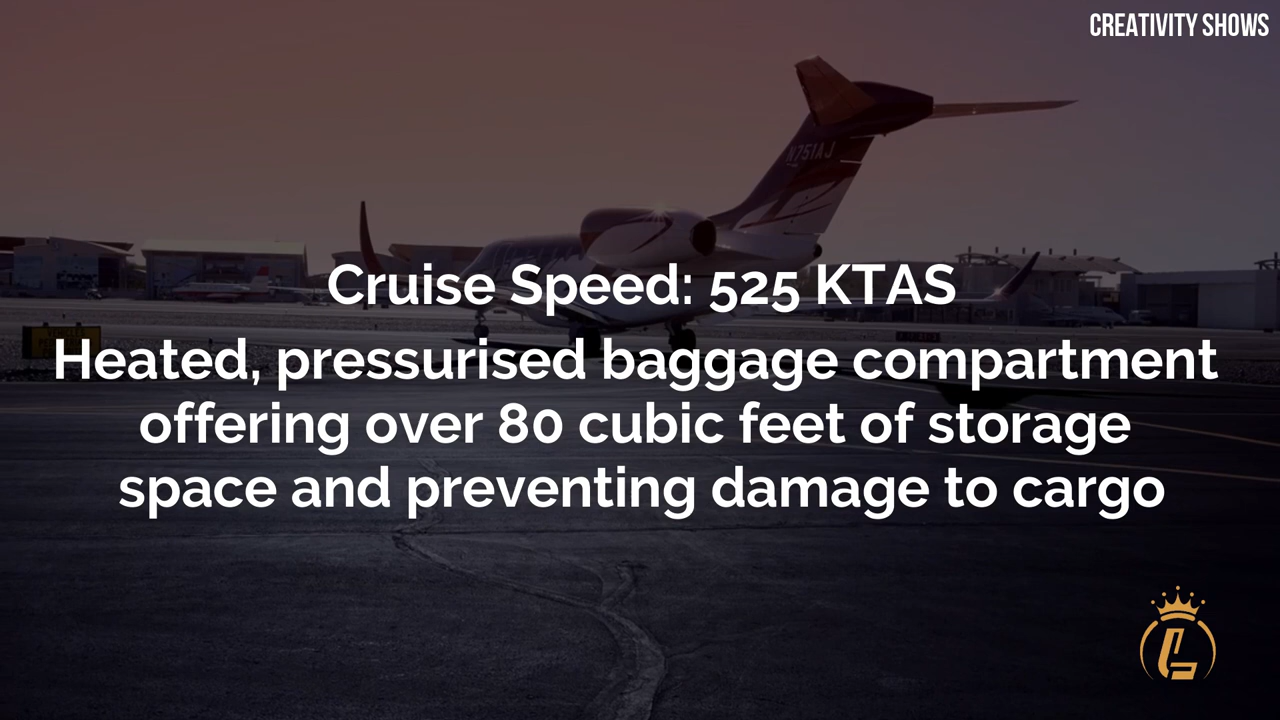 CREATIVITY SHOWS
N751AJ
Cruise Speed: 525 KTAS
Heated, pressurised baggage compartment
offering over 80 cubic feet of storage
space and preventing damage to cargo